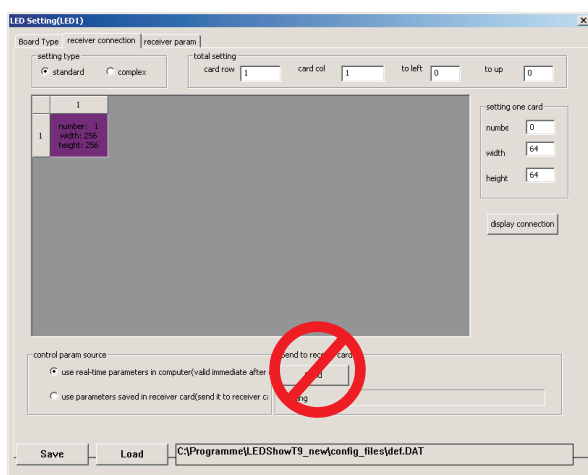 LED Setting(LED1)
Board Type receiver connection receiver param
setting type
standard complex
total setting
card row 1 card col 1 to left 0 to up 0
1
1
number: 1
width: 256
height: 256
setting one card
numbe 0
width 64
height 64
display connection
control param source
use real-time parameters in computer(valid immediate after
use parameters saved in receiver card(send it to receiver
to receiver card
Save Load C:\Programme\LEDShowT9_new\config_files\def.DAT